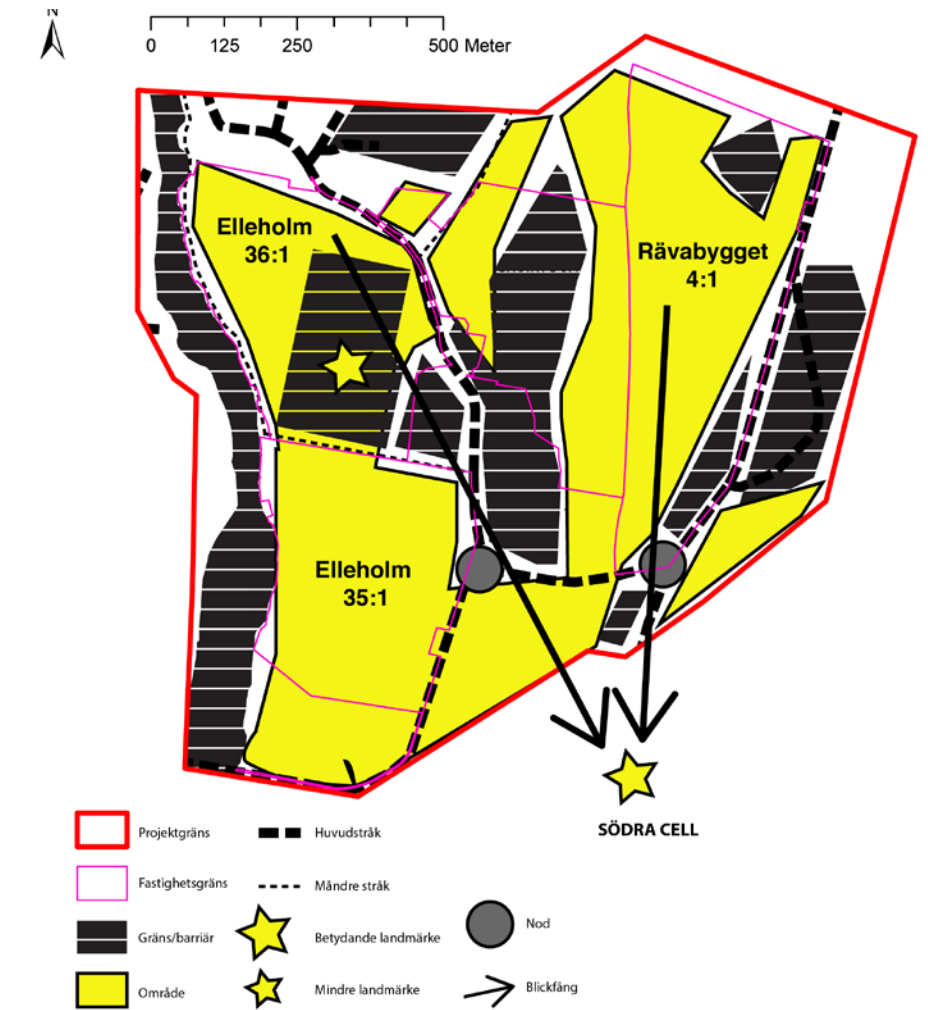 N
0 125 250 500 Meter
Elleholm
36:1
Rävabygget
4:1
Elleholm
35:1
SÖDRA CELL
Projektgräns
Huvudstråk
Fastighetsgräns
Måndre stråk
Nod
Gräns/barriär
Betydande landmärke
Område
Mindre landmärke
Blickfång